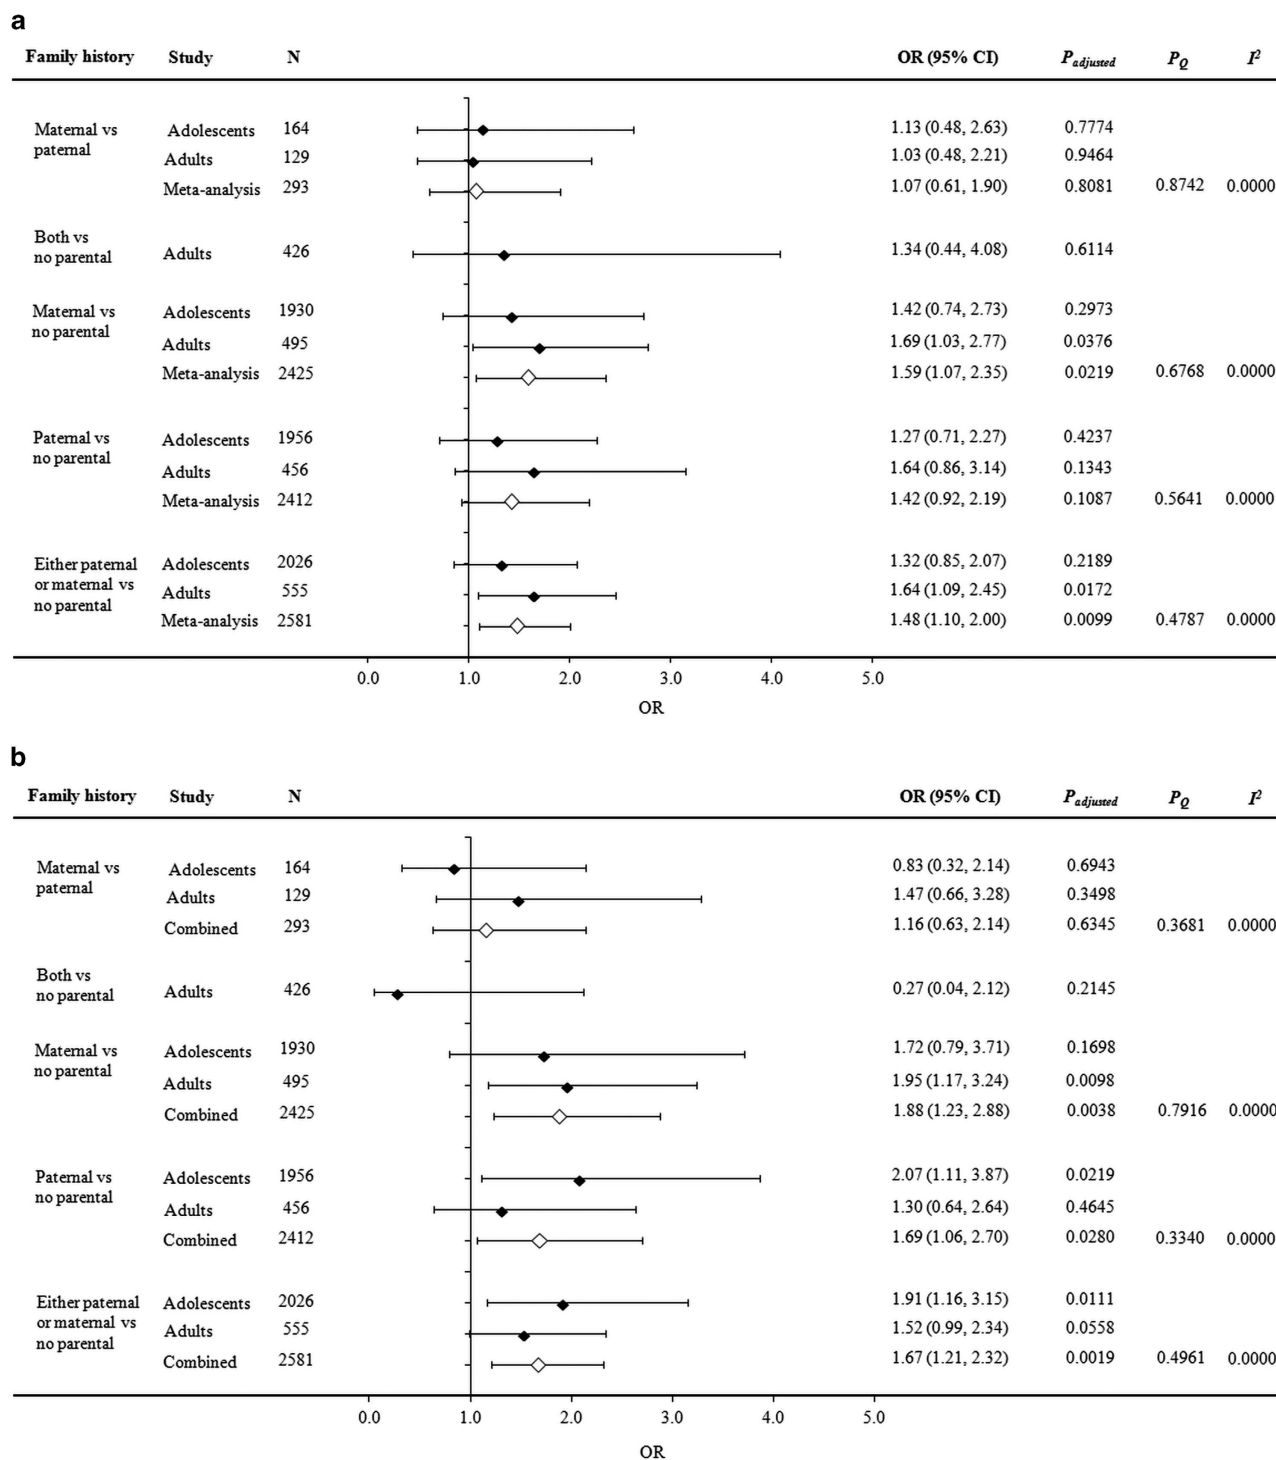 a
Family history Study N OR (95% CI) P adjusted P Q I²
Maternal vs
paternal
Adolescents 164 1.13 (0.48, 2.63) 0.7774
Adults 129 1.03 (0.48, 2.21) 0.9464
Meta-analysis 293 1.07 (0.61, 1.90) 0.8081 0.8742 0.0000
Both vs
no parental
Adults 426 1.34 (0.44, 4.08) 0.6114
Maternal vs
no parental
Adolescents 1930 1.42 (0.74, 2.73) 0.2973
Adults 495 1.69 (1.03, 2.77) 0.0376
Meta-analysis 2425 1.59 (1.07, 2.35) 0.0219 0.6768 0.0000
Paternal vs
no parental
Adolescents 1956 1.27 (0.71, 2.27) 0.4237
Adults 456 1.64 (0.86, 3.14) 0.1343
Meta-analysis 2412 1.42 (0.92, 2.19) 0.1087 0.5641 0.0000
Either paternal
or maternal vs
no parental
Adolescents 2026 1.32 (0.85, 2.07) 0.2189
Adults 555 1.64 (1.09, 2.45) 0.0172
Meta-analysis 2581 1.48 (1.10, 2.00) 0.0099 0.4787 0.0000
0.0 1.0 2.0 3.0 4.0 5.0
OR
b
Family history Study N OR (95% CI) P adjusted P Q I²
Maternal vs
paternal
Adolescents 164 0.83 (0.32, 2.14) 0.6943
Adults 129 1.47 (0.66, 3.28) 0.3498
Combined 293 1.16 (0.63, 2.14) 0.6345 0.3681 0.0000
Both vs
no parental
Adults 426 0.27 (0.04, 2.12) 0.2145
Maternal vs
no parental
Adolescents 1930 1.72 (0.79, 3.71) 0.1698
Adults 495 1.95 (1.17, 3.24) 0.0098
Combined 2425 1.88 (1.23, 2.88) 0.0038 0.7916 0.0000
Paternal vs
no parental
Adolescents 1956 2.07 (1.11, 3.87) 0.0219
Adults 456 1.30 (0.64, 2.64) 0.4645
Combined 2412 1.69 (1.06, 2.70) 0.0280 0.3340 0.0000
Either paternal
or maternal vs
no parental
Adolescents 2026 1.91 (1.16, 3.15) 0.0111
Adults 555 1.52 (0.99, 2.34) 0.0558
Combined 2581 1.67 (1.21, 2.32) 0.0019 0.4961 0.0000
0.0 1.0 2.0 3.0 4.0 5.0
OR